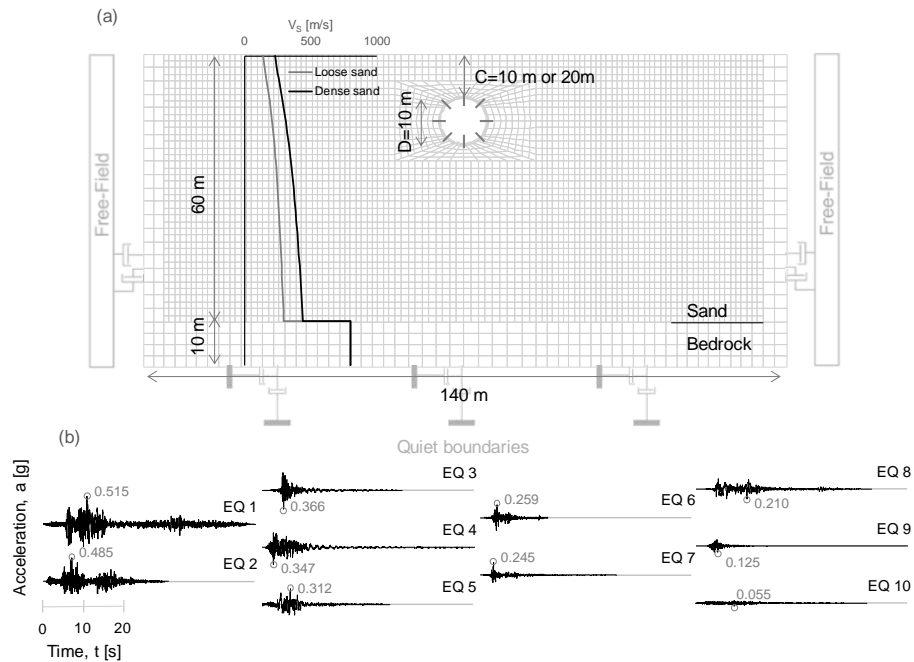 (a)
V_S [m/s]
0 500 1000
Loose sand
Dense sand
C=10 m or 20m
D=10 m
60 m
10 m
Free-Field
Free-Field
Sand
Bedrock
140 m
Quiet boundaries
(b)
Acceleration, a [g]
0.515
EQ 1
0.485
EQ 2
0 10 20
Time, t [s]
EQ 3
0.366
EQ 4
0.347
0.312
EQ 5
0.259
EQ 6
0.245
EQ 7
EQ 8
0.210
EQ 9
0.125
0.055
EQ 10